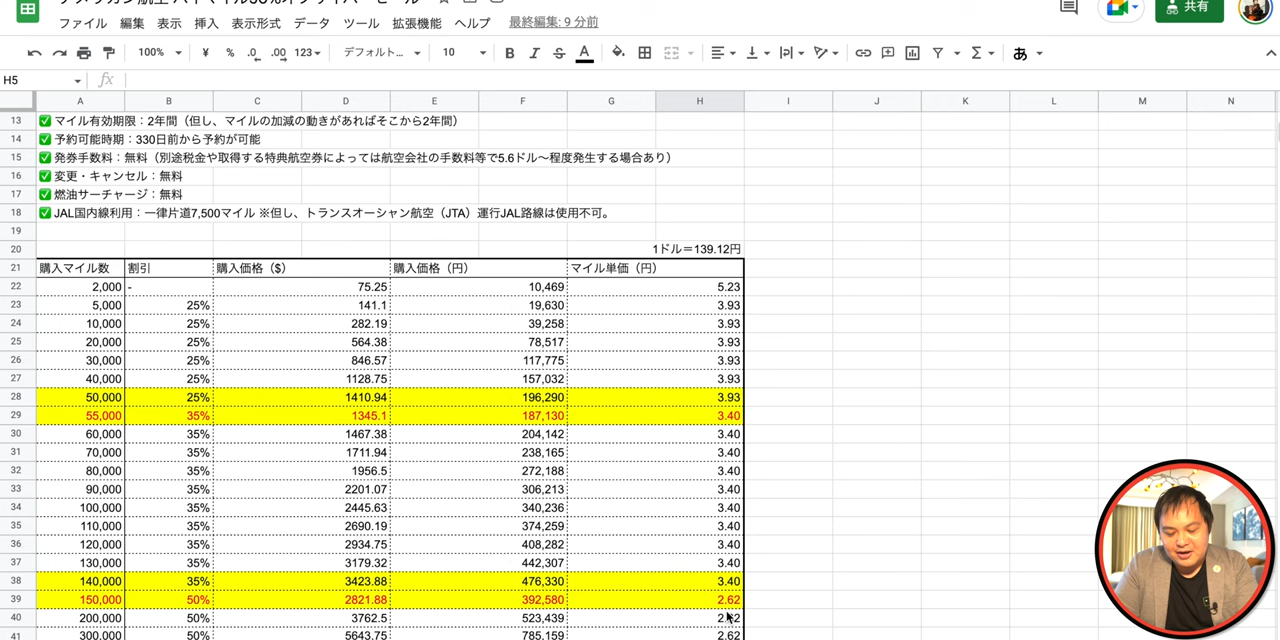 ファイル 編集 表示 挿入 表示形式 データ ツール 拡張機能 ヘルプ 最終編集: 9 分前
共有
100% ¥ % .0 .00 123 デフォルト... 10 B I S A Σ あ
H5 fx
A B C D E F G H I J K L M N
13 ✅ マイル有効期限：2年間（但し、マイルの加減の動きがあればそこから2年間）
14 ✅ 予約可能時期：330日前から予約が可能
15 ✅ 発券手数料：無料（別途税金や取得する特典航空券によっては航空会社の手数料等で5.6ドル〜程度発生する場合あり）
16 ✅ 変更・キャンセル：無料
17 ✅ 燃油サーチャージ：無料
18 ✅ JAL国内線利用：一律片道7,500マイル ※但し、トランスオーシャン航空（JTA）運行JAL路線は使用不可。
19
20 1ドル＝139.12円
21 購入マイル数 割引 購入価格（$） 購入価格（円） マイル単価（円）
22 2,000 - 75.25 10,469 5.23
23 5,000 25% 141.1 19,630 3.93
24 10,000 25% 282.19 39,258 3.93
25 20,000 25% 564.38 78,517 3.93
26 30,000 25% 846.57 117,775 3.93
27 40,000 25% 1128.75 157,032 3.93
28 50,000 25% 1410.94 196,290 3.93
29 55,000 35% 1345.1 187,130 3.40
30 60,000 35% 1467.38 204,142 3.40
31 70,000 35% 1711.94 238,165 3.40
32 80,000 35% 1956.5 272,188 3.40
33 90,000 35% 2201.07 306,213 3.40
34 100,000 35% 2445.63 340,236 3.40
35 110,000 35% 2690.19 374,259 3.40
36 120,000 35% 2934.75 408,282 3.40
37 130,000 35% 3179.32 442,307 3.40
38 140,000 35% 3423.88 476,330 3.40
39 150,000 50% 2821.88 392,580 2.62
40 200,000 50% 3762.5 523,439 2.62
41 300,000 50% 5643.75 785,159 2.62